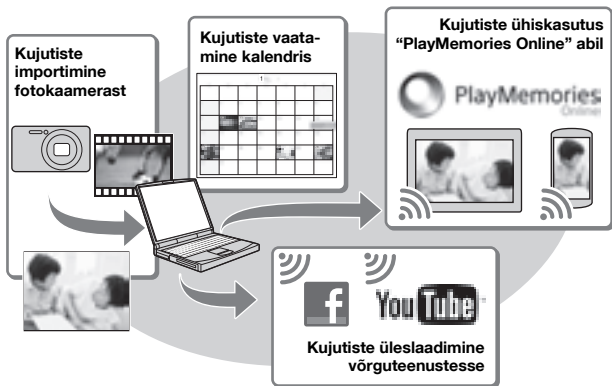 Kujutiste
importimine
fotokaamerast
Kujutiste vaata-
mine kalendris
1
Kujutiste ühiskasutus
“PlayMemories Online” abil
PlayMemories
Online
f
You Tube
Kujutiste üleslaadimine
võrguteenustesse